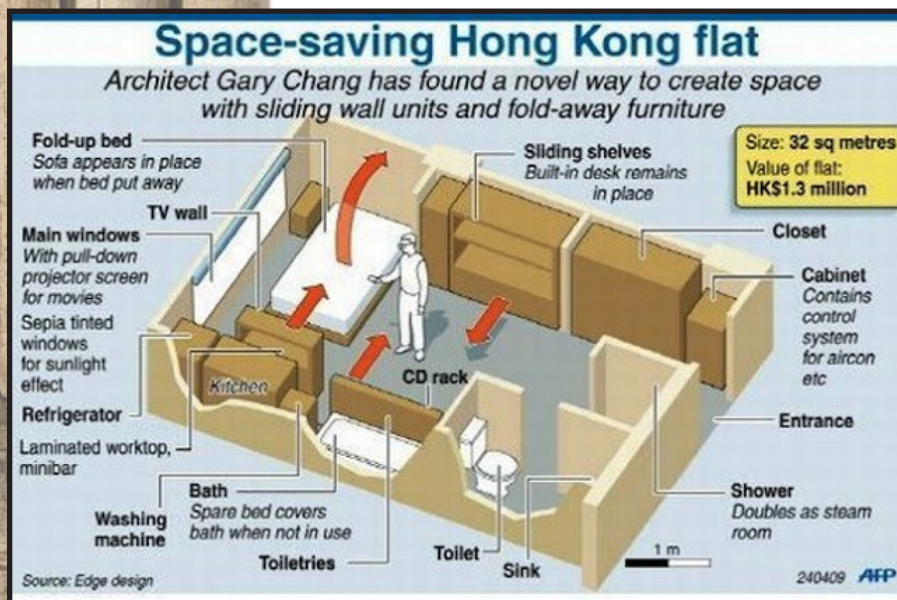 Space-saving Hong Kong flat
Architect Gary Chang has found a novel way to create space
with sliding wall units and fold-away furniture
Fold-up bed
Sofa appears in place
when bed put away
TV wall
Main windows
With pull-down
projector screen
for movies
Sepia tinted
windows
for sunlight
effect
Refrigerator
Laminated worktop,
minibar
Kitchen
Washing
machine
Bath
Spare bed covers
bath when not in use
Toiletries
CD rack
Toilet
Sink
Sliding shelves
Built-in desk remains
in place
Size: 32 sq metres
Value of flat:
HK$1.3 million
Closet
Cabinet
Contains
control
system
for aircon
etc
Entrance
Shower
Doubles as steam
room
1 m
Source: Edge design
240409 AFP